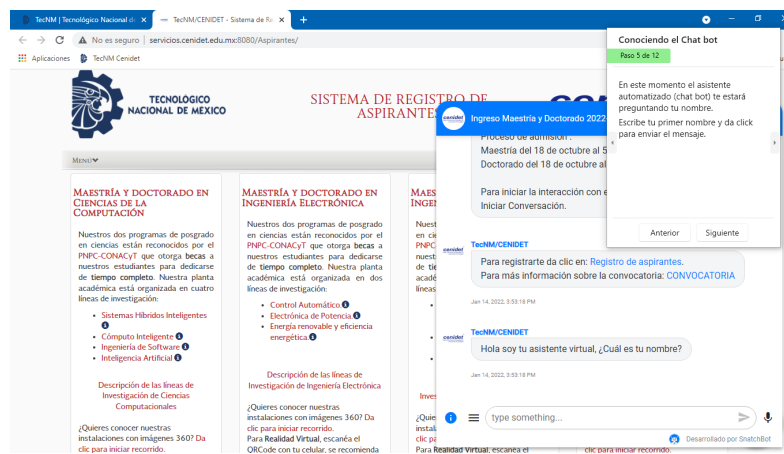 TecNM | Tecnológico Nacional de
TecNM/CENIDET - Sistema de Re
No es seguro | servicios.cenidet.edu.mx:8080/Aspirantes/
Aplicaciones
TecNM Cenidet
TECNOLÓGICO
NACIONAL DE MÉXICO
SISTEMA DE REGISTRO DE
ASPIRANTE
MENÚ
MAESTRÍA Y DOCTORADO EN
CIENCIAS DE LA
COMPUTACIÓN
Nuestros dos programas de posgrado
en ciencias están reconocidos por el
PNPC-CONACyT que otorga becas a
nuestros estudiantes para dedicarse
de tiempo completo. Nuestra planta
académica está organizada en cuatro
líneas de investigación:
Sistemas Híbridos Inteligentes
Cómputo Inteligente
Ingeniería de Software
Inteligencia Artificial
Descripción de las líneas de
Investigación de Ciencias
Computacionales
¿Quieres conocer nuestras
instalaciones con imágenes 360? Da
clic para iniciar recorrido.
MAESTRÍA Y DOCTORADO EN
INGENIERÍA ELECTRÓNICA
Nuestros dos programas de posgrado
en ciencias están reconocidos por el
PNPC-CONACyT que otorga becas a
nuestros estudiantes para dedicarse
de tiempo completo. Nuestra planta
académica está organizada en dos
líneas de investigación:
Control Automático.
Electrónica de Potencia.
Energía renovable y eficiencia
energética.
Descripción de las líneas de
Investigación de Ingeniería Electrónica
¿Quieres conocer nuestras
instalaciones con imágenes 360? Da
clic para iniciar recorrido.
Para Realidad Virtual, escanéa el
QRCode con tu celular, se recomienda
Para Realidad Virtual, escanéa el
clic para iniciar recorrido.
cenidet
Ingreso Maestría y Doctorado 2022
Proceso de admisión :
Maestría del 18 de octubre al 5
Doctorado del 18 de octubre al
Para iniciar la interacción con e
Iniciar Conversación.
TecNM/CENIDET
Para registrarte da clic en: Registro de aspirantes.
Para más información sobre la convocatoria: CONVOCATORIA
Jan 14, 2022, 3:53:18 PM
TecNM/CENIDET
Hola soy tu asistente virtual, ¿Cuál es tu nombre?
Jan 14, 2022, 3:53:18 PM
type something...
Desarrollado por SnatchBot
Conociendo el Chat bot
Paso 5 de 12
En este momento el asistente
automatizado (chat bot) te estará
preguntando tu nombre.
Escribe tu primer nombre y da click
para enviar el mensaje.
Anterior
Siguiente